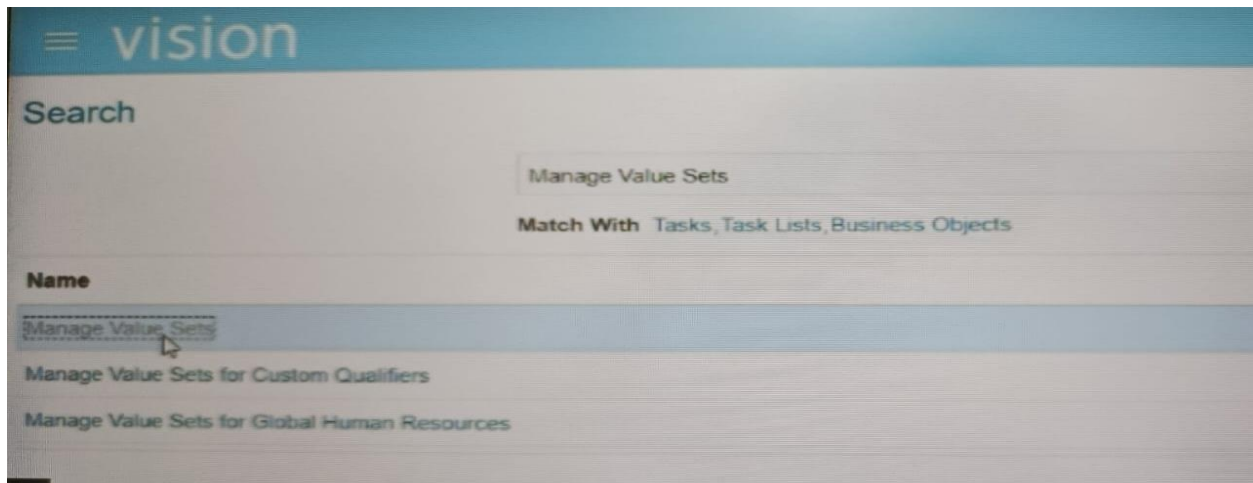 vision
Search
Manage Value Sets
Match With Tasks, Task Lists, Business Objects
Name
Manage Value Sets
Manage Value Sets for Custom Qualifiers
Manage Value Sets for Global Human Resources